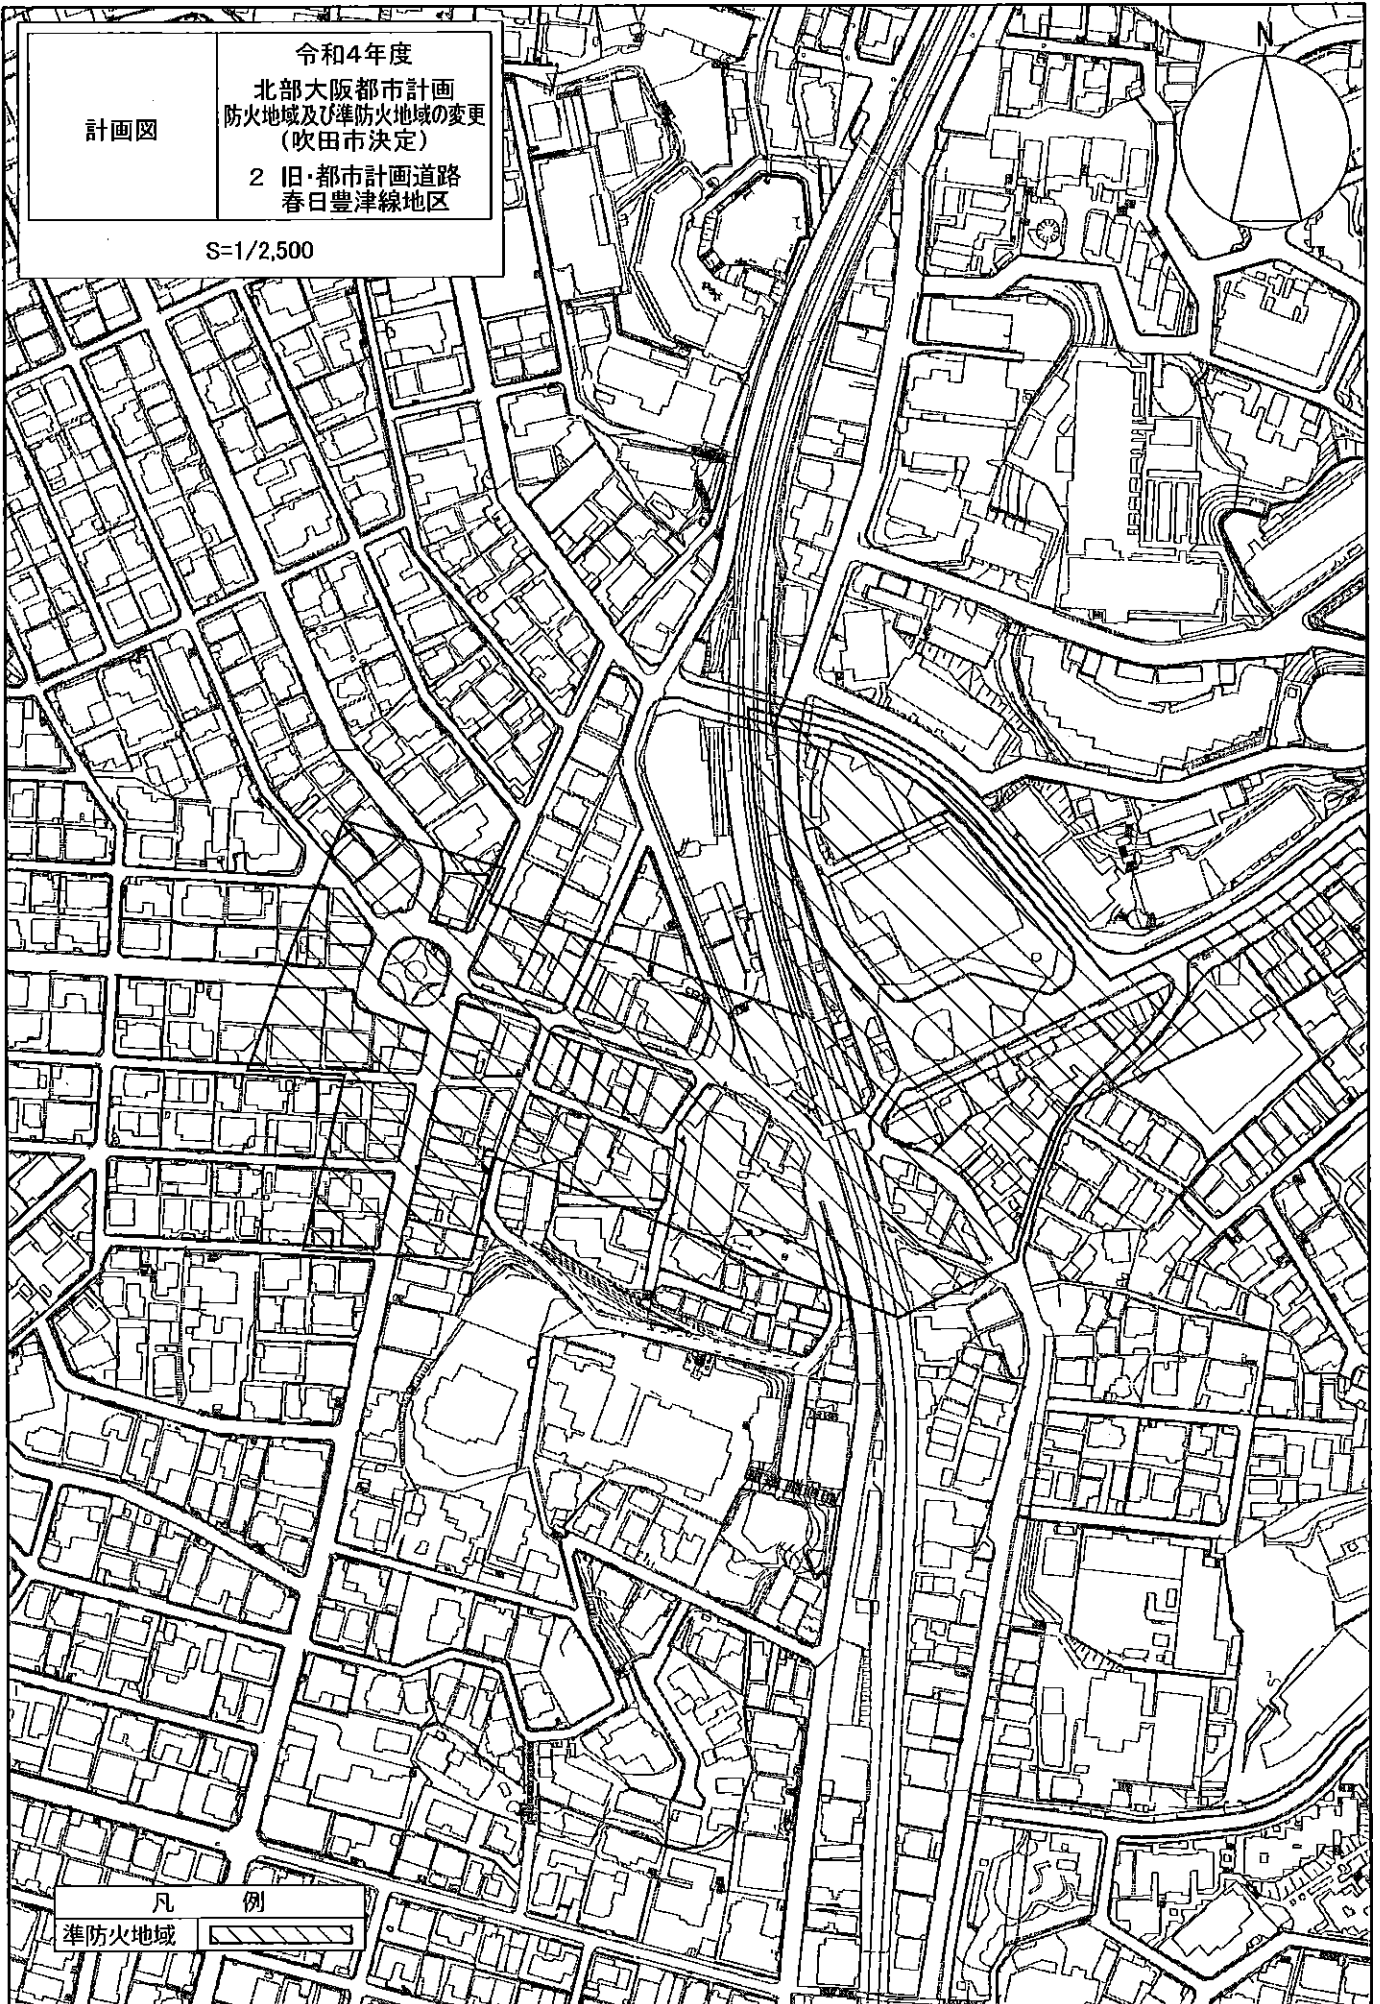 計画図
令和4年度
北部大阪都市計画
防火地域及び準防火地域の変更
(吹田市決定)
2 旧・都市計画道路
春日豊津線地区
S=1/2,500
N
凡 例
準防火地域